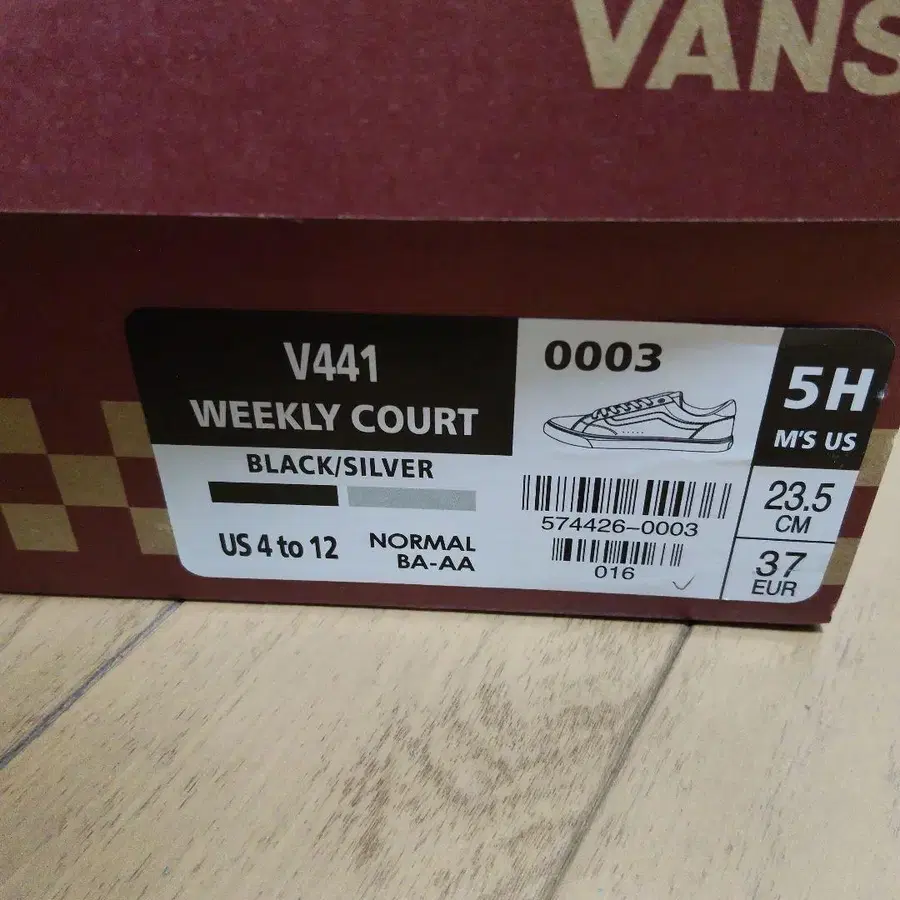 VANS
V441
WEEKLY COURT
BLACK/SILVER
US 4 to 12
NORMAL
BA-AA
0003
574426-0003
016
5H
M'S US
23.5
CM
37
EUR